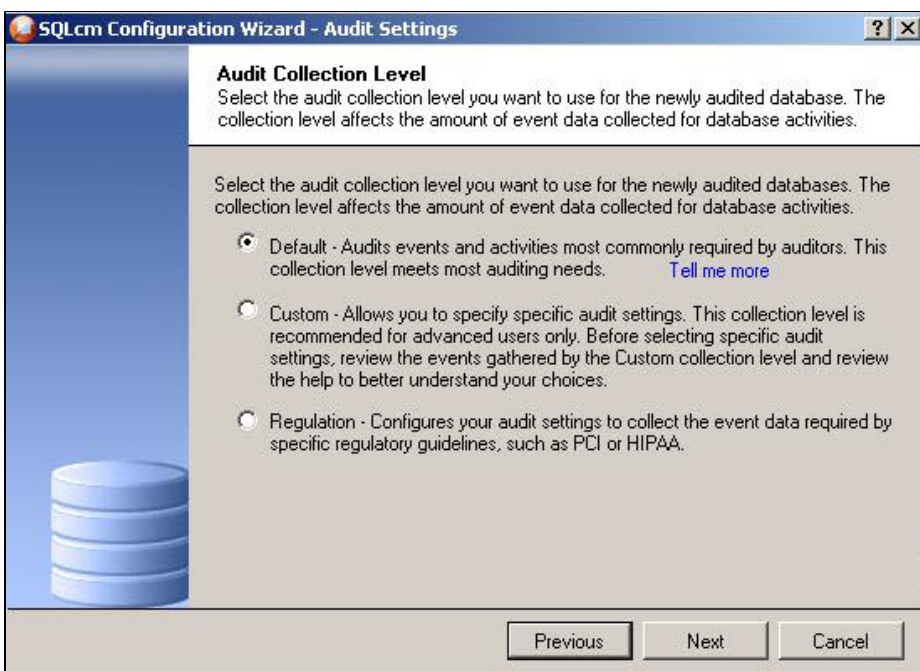 SQLcm Configuration Wizard - Audit Settings
Audit Collection Level
Select the audit collection level you want to use for the newly audited database. The
collection level affects the amount of event data collected for database activities.
Select the audit collection level you want to use for the newly audited databases. The
collection level affects the amount of event data collected for database activities.
Default - Audits events and activities most commonly required by auditors. This
collection level meets most auditing needs. Tell me more
Custom - Allows you to specify specific audit settings. This collection level is
recommended for advanced users only. Before selecting specific audit
settings, review the events gathered by the Custom collection level and review
the help to better understand your choices.
Regulation - Configures your audit settings to collect the event data required by
specific regulatory guidelines, such as PCI or HIPAA.
Previous Next Cancel